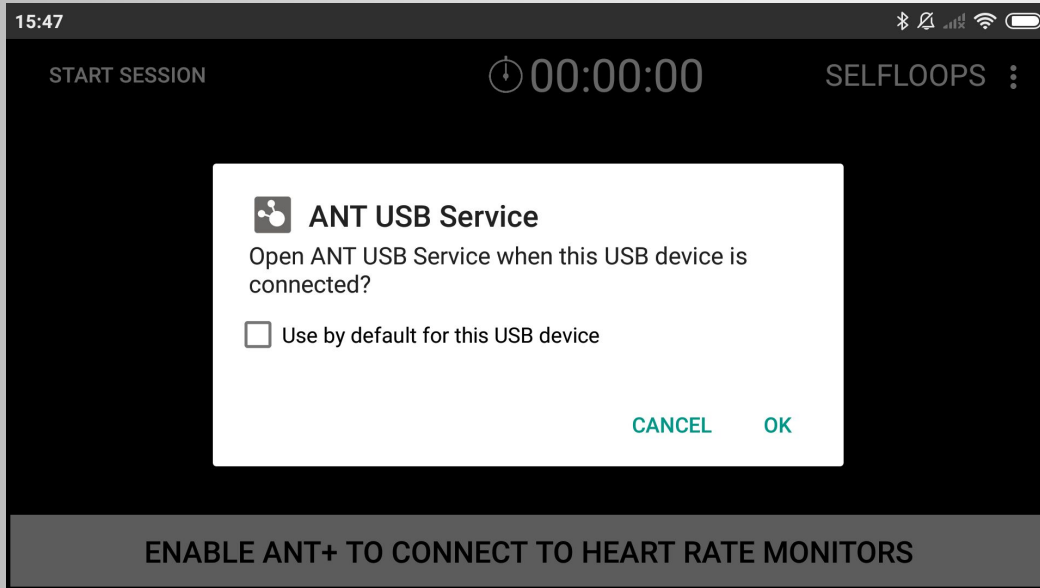 15:47
START SESSION
00:00:00
SELFLOOPS
ANT USB Service
Open ANT USB Service when this USB device is
connected?
Use by default for this USB device
CANCEL
OK
ENABLE ANT+ TO CONNECT TO HEART RATE MONITORS